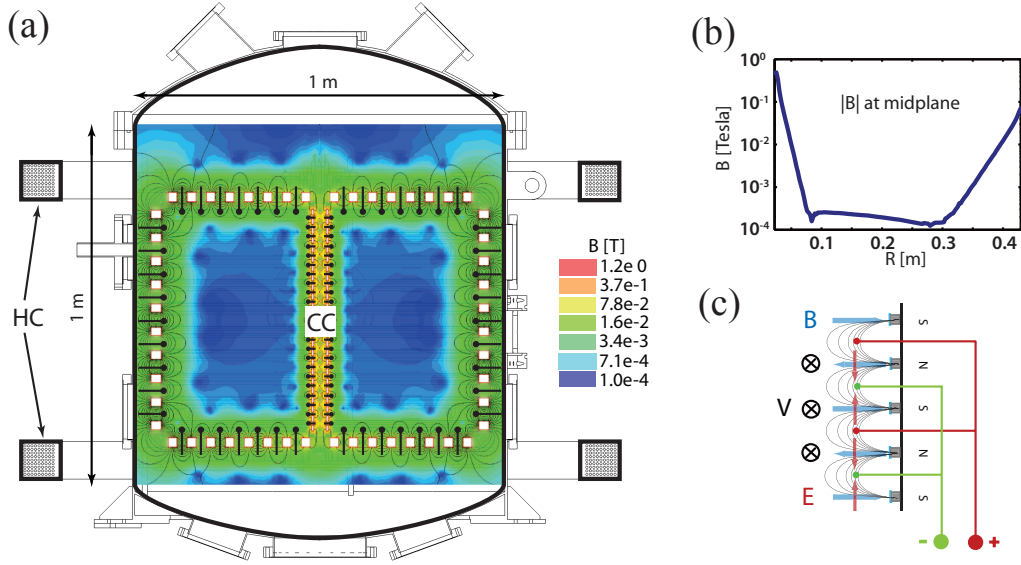 (a)
1 m
1 m
HC
CC
B [T]
1.2e 0
3.7e-1
7.8e-2
1.6e-2
3.4e-3
7.1e-4
1.0e-4
(b)
|B| at midplane
B [Tesla]
10⁰
10⁻¹
10⁻²
10⁻³
10⁻⁴
0.1
0.2
0.3
0.4
R [m]
(c)
B
V
E
S
N
S
N
S
- +